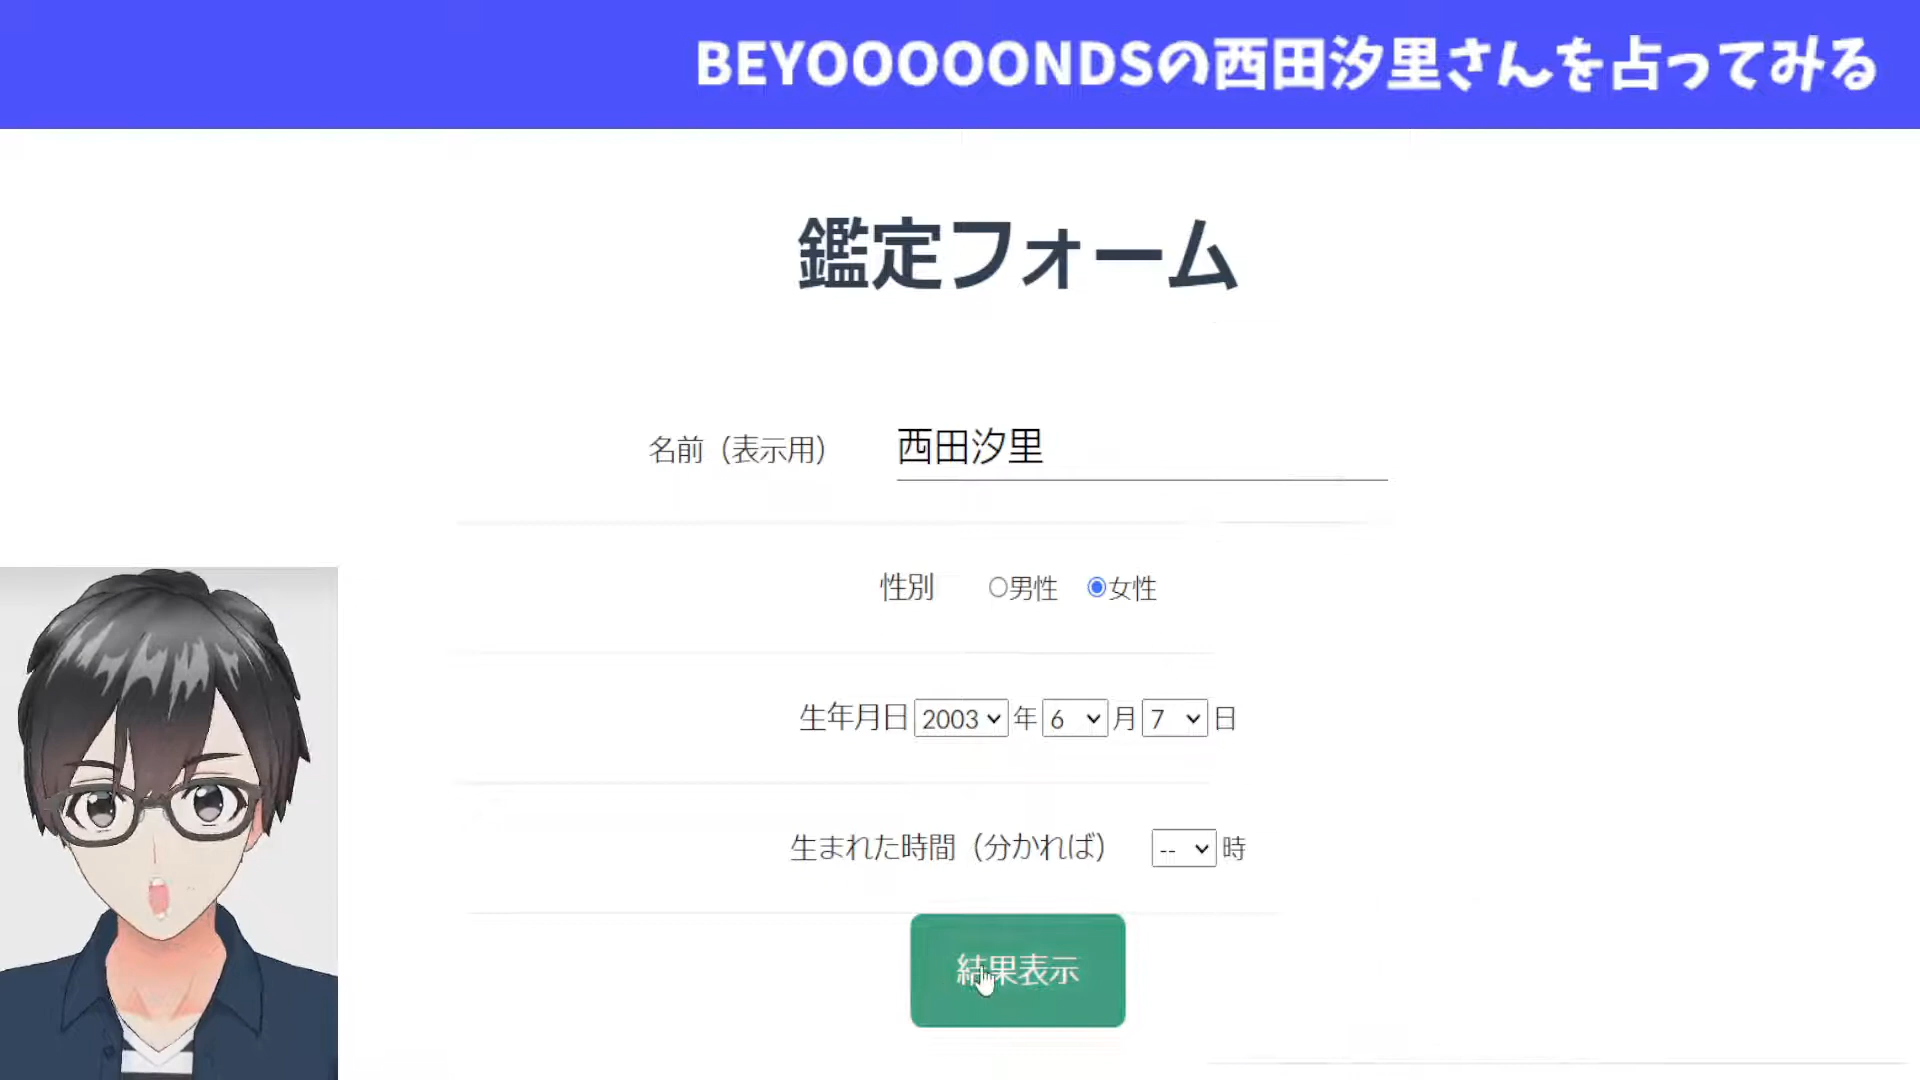 BEYOOOOONDSの西田汐里さんを占ってみる
鑑定フォーム
名前（表示用） 西田汐里
性別 男性 女性
生年月日 2003 年 6 月 7 日
生まれた時間（分かれば） -- 時
結果表示